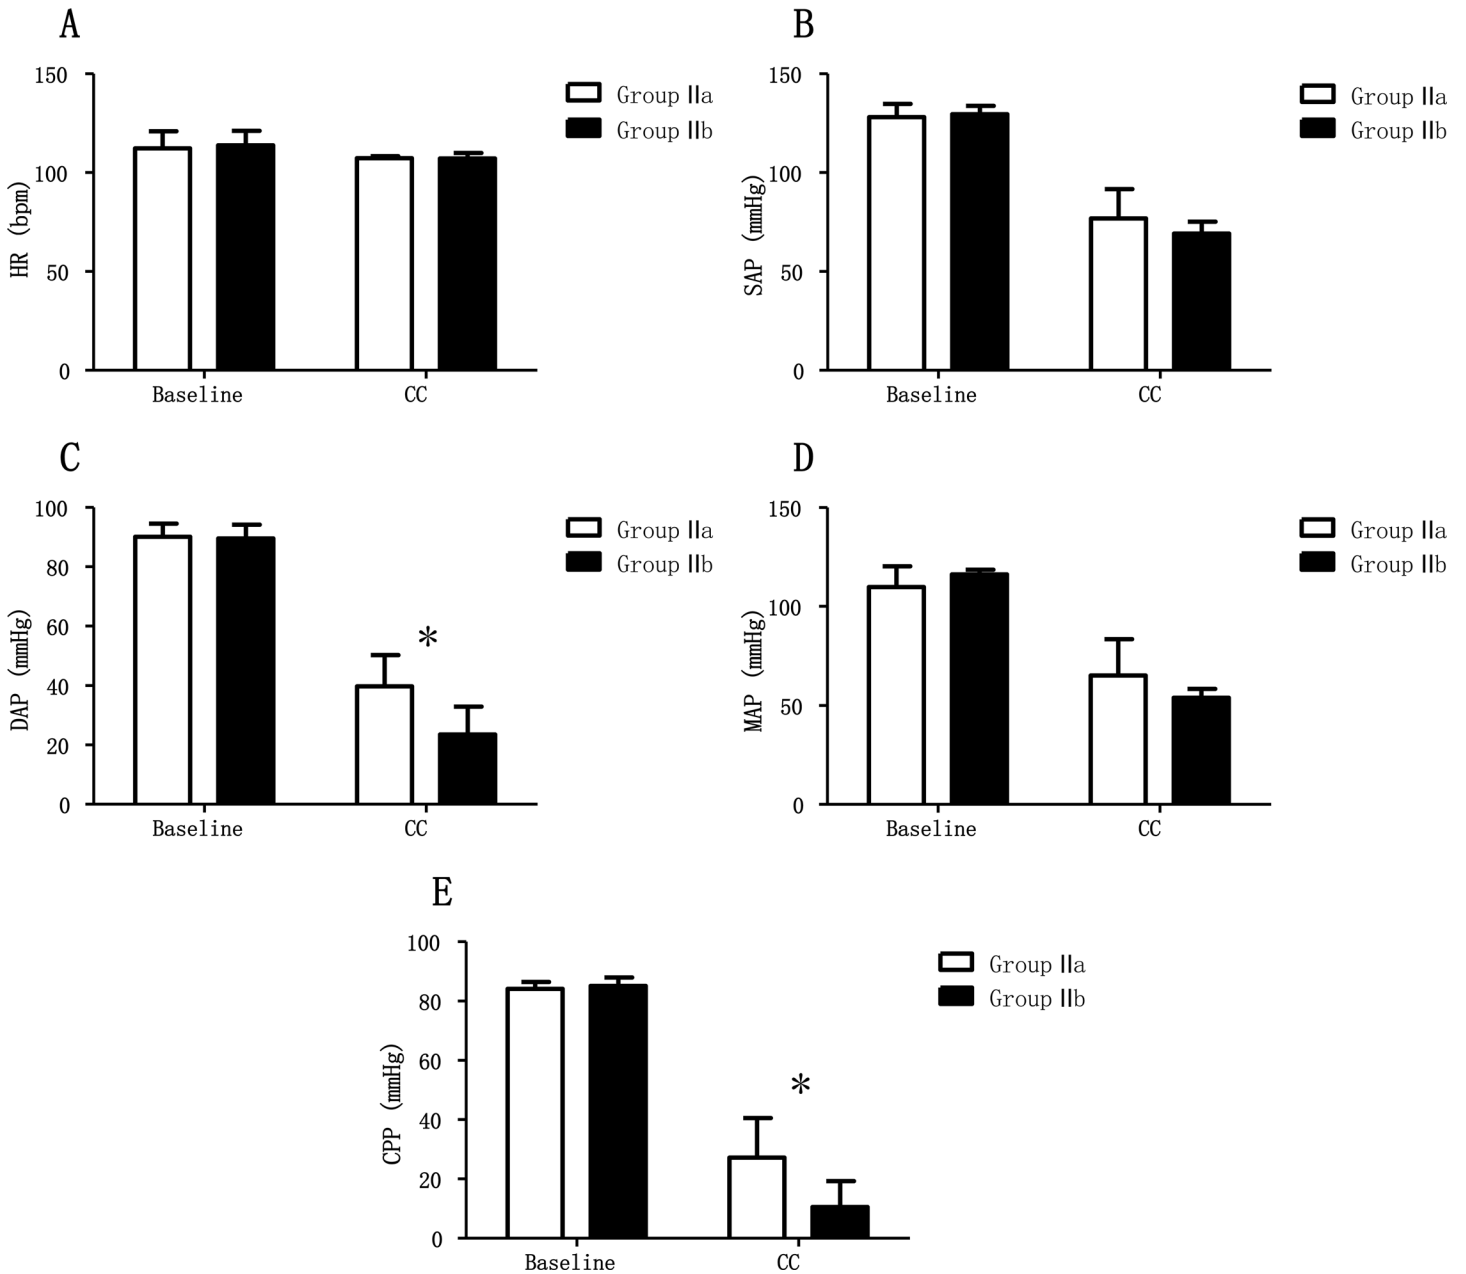 A
HR (bpm)
150
100
50
0
Baseline CC
Group IIa
Group IIb
B
SAP (mmHg)
150
100
50
0
Baseline CC
Group IIa
Group IIb
C
DAP (mmHg)
100
80
60
40
20
0
*
Baseline CC
Group IIa
Group IIb
D
MAP (mmHg)
150
100
50
0
Baseline CC
Group IIa
Group IIb
E
CPP (mmHg)
100
80
60
40
20
0
*
Baseline CC
Group IIa
Group IIb